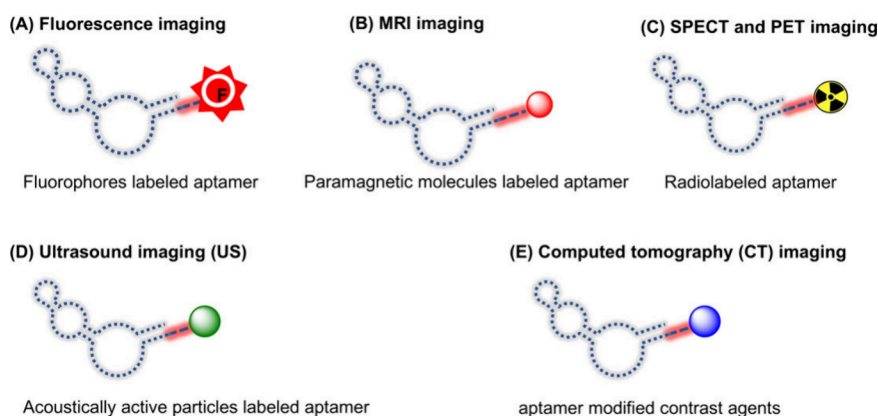 (A) Fluorescence imaging
(B) MRI imaging
(C) SPECT and PET imaging
F
Fluorophores labeled aptamer
Paramagnetic molecules labeled aptamer
Radiolabeled aptamer
(D) Ultrasound imaging (US)
(E) Computed tomography (CT) imaging
Acoustically active particles labeled aptamer
aptamer modified contrast agents